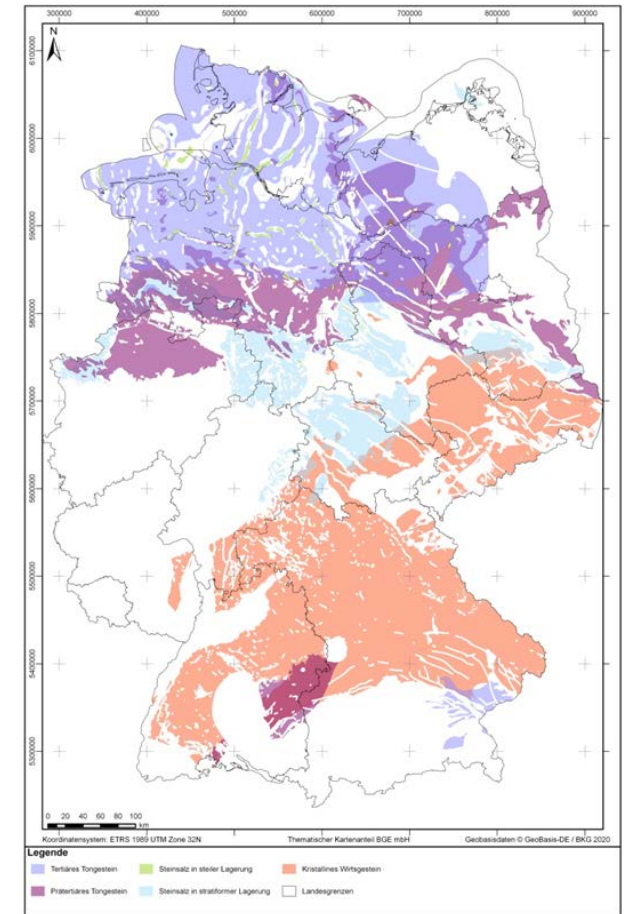 300000 400000 500000 600000 700000 800000 900000
N
6100000
6000000
5900000
5800000
5700000
5600000
5500000
5400000
5300000
0 20 40 60 80 100
km
Koordinatensystem: ETRS 1989 UTM Zone 32N Thematischer Kartenanteil BGE mbH Geobasisdaten © GeoBasis-DE / BKG 2020
Legende
Tertiäres Tongestein Steinsalz in steiler Lagerung Kristallines Wirtsgestein
Prätertiäres Tongestein Steinsalz in stratiformer Lagerung Landesgrenzen